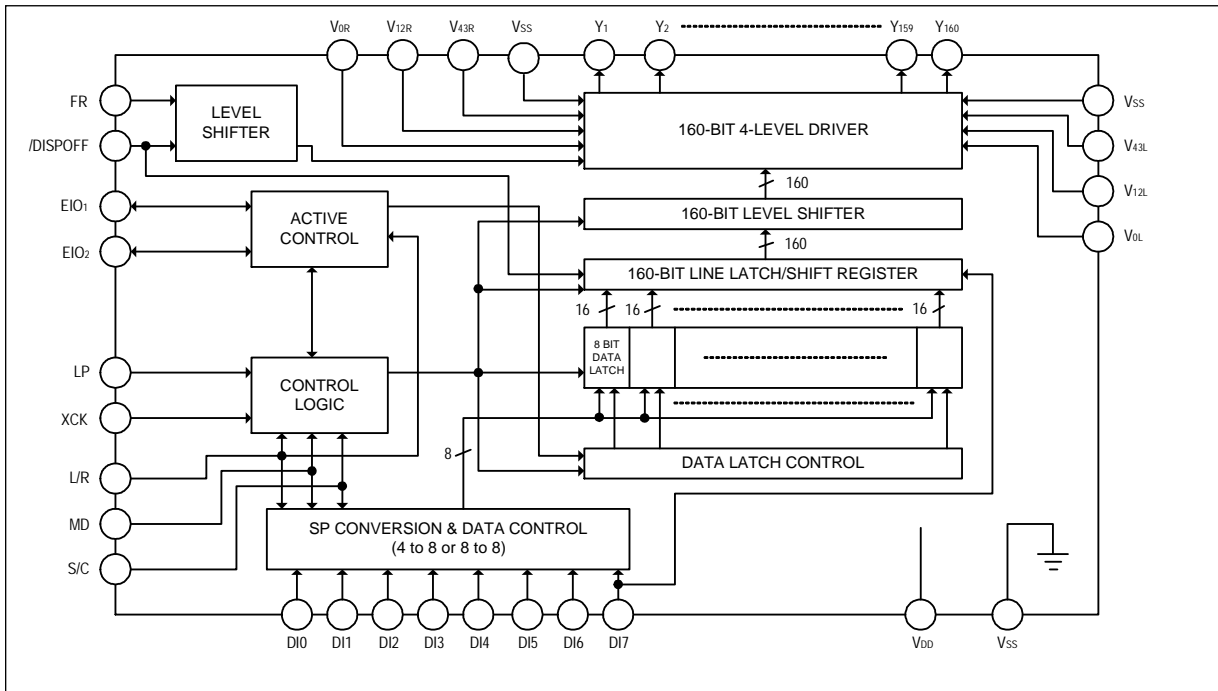 V0R V12R V43R VSS Y1 Y2 Y159 Y160
FR
LEVEL
SHIFTER
/DISPOFF
160-BIT 4-LEVEL DRIVER
VSS
V43L
V12L
V0L
160
160-BIT LEVEL SHIFTER
160
160-BIT LINE LATCH/SHIFT REGISTER
EIO1
EIO2
ACTIVE
CONTROL
16 16 16
8 BIT
DATA
LATCH
LP
XCK
CONTROL
LOGIC
8
DATA LATCH CONTROL
L/R
MD
S/C
SP CONVERSION & DATA CONTROL
(4 to 8 or 8 to 8)
DI0 DI1 DI2 DI3 DI4 DI5 DI6 DI7
VDD VSS